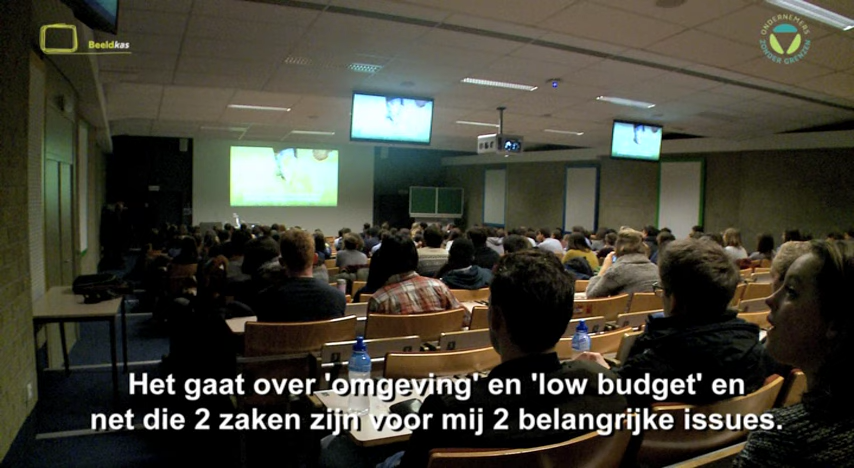 Beeldkas
ONDERNEMERS
ZONDER GRENZEN
Het gaat over 'omgeving' en 'low budget' en
net die 2 zaken zijn voor mij 2 belangrijke issues.